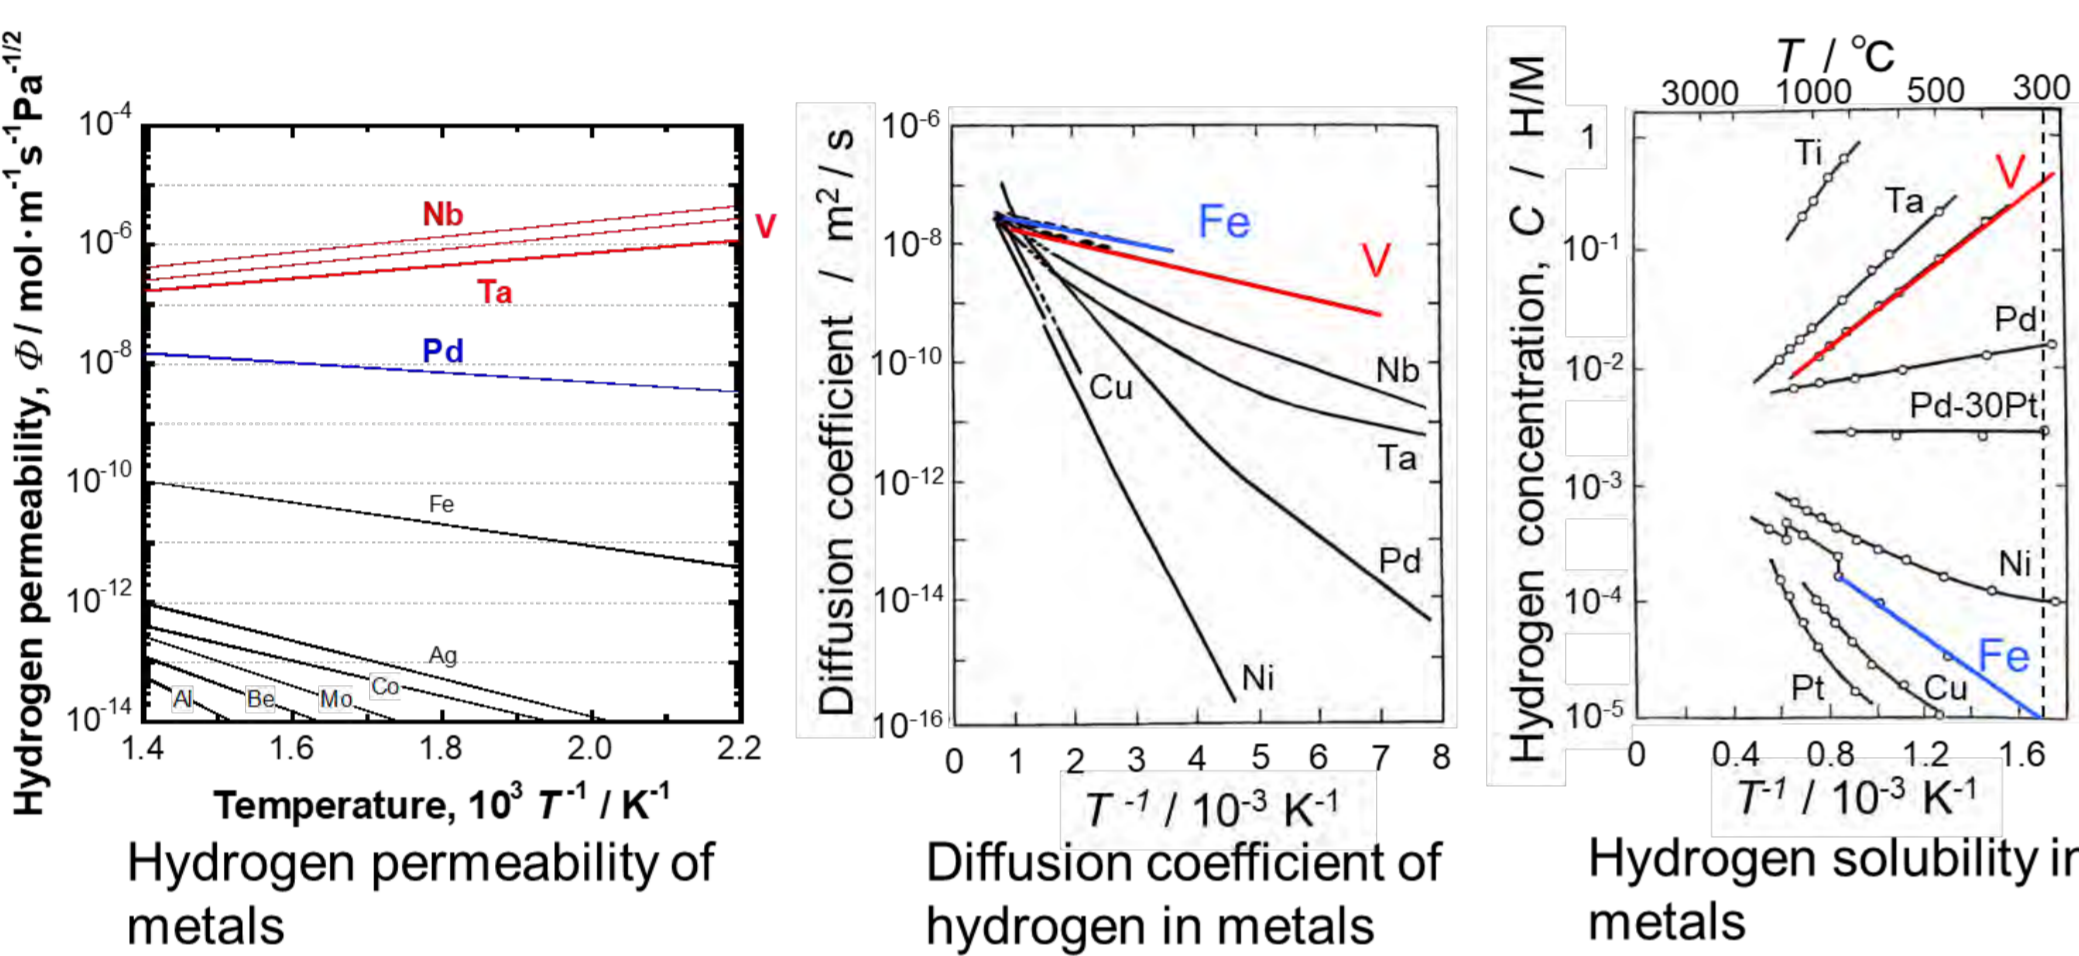 Hydrogen permeability, Φ / mol·m⁻¹s⁻¹Pa⁻¹/²
10⁻⁴
10⁻⁶
10⁻⁸
10⁻¹⁰
10⁻¹²
10⁻¹⁴
Nb
V
Ta
Pd
Fe
Ag
Co
Mo
Be
Al
1.4 1.6 1.8 2.0 2.2
Temperature, 10³ T⁻¹ / K⁻¹
Hydrogen permeability of
metals
Diffusion coefficient / m² / s
10⁻⁶
10⁻⁸
10⁻¹⁰
10⁻¹²
10⁻¹⁴
10⁻¹⁶
Fe
V
Nb
Cu
Ta
Pd
Ni
0 1 2 3 4 5 6 7 8
T⁻¹ / 10⁻³ K⁻¹
Diffusion coefficient of
hydrogen in metals
T / °C
3000 1000 500 300
Hydrogen concentration, C / H/M
1
10⁻¹
10⁻²
10⁻³
10⁻⁴
10⁻⁵
Ti
V
Ta
Pd
Pd-30Pt
Ni
Fe
Pt
Cu
0 0.4 0.8 1.2 1.6
T⁻¹ / 10⁻³ K⁻¹
Hydrogen solubility in
metals